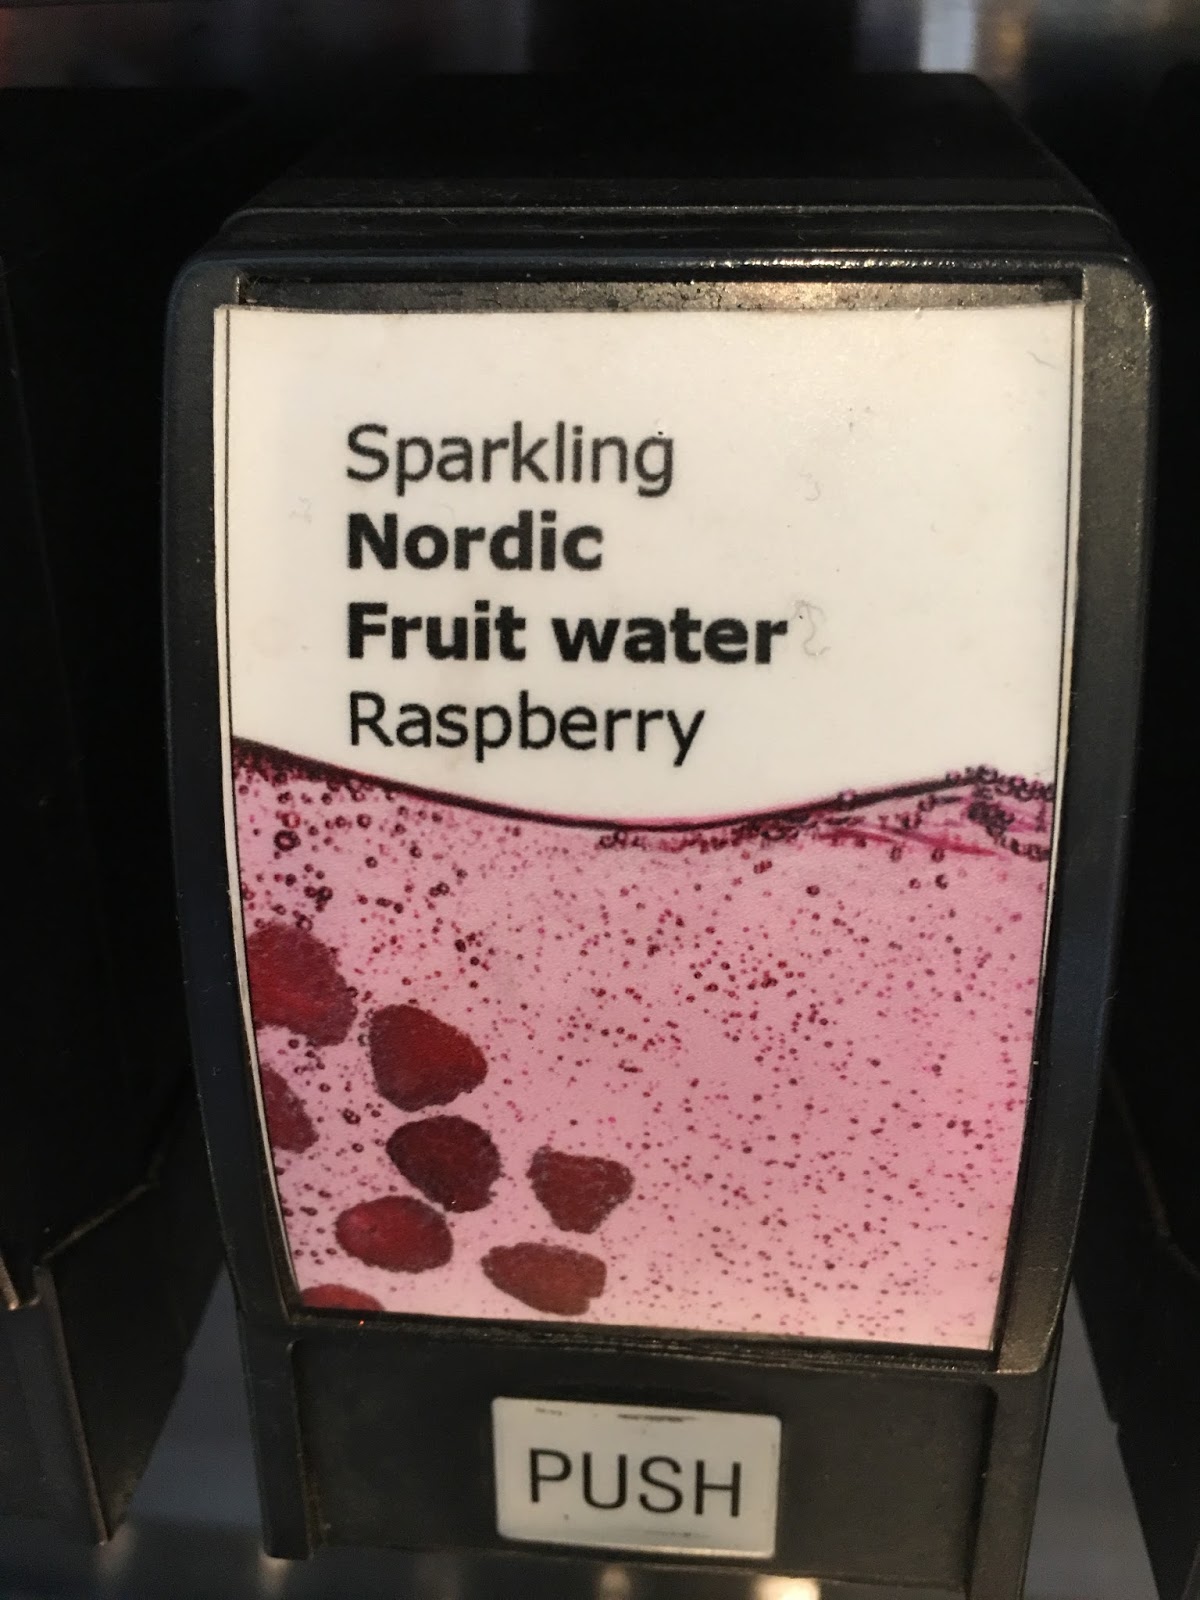 Sparkling
Nordic
Fruit water
Raspberry
PUSH